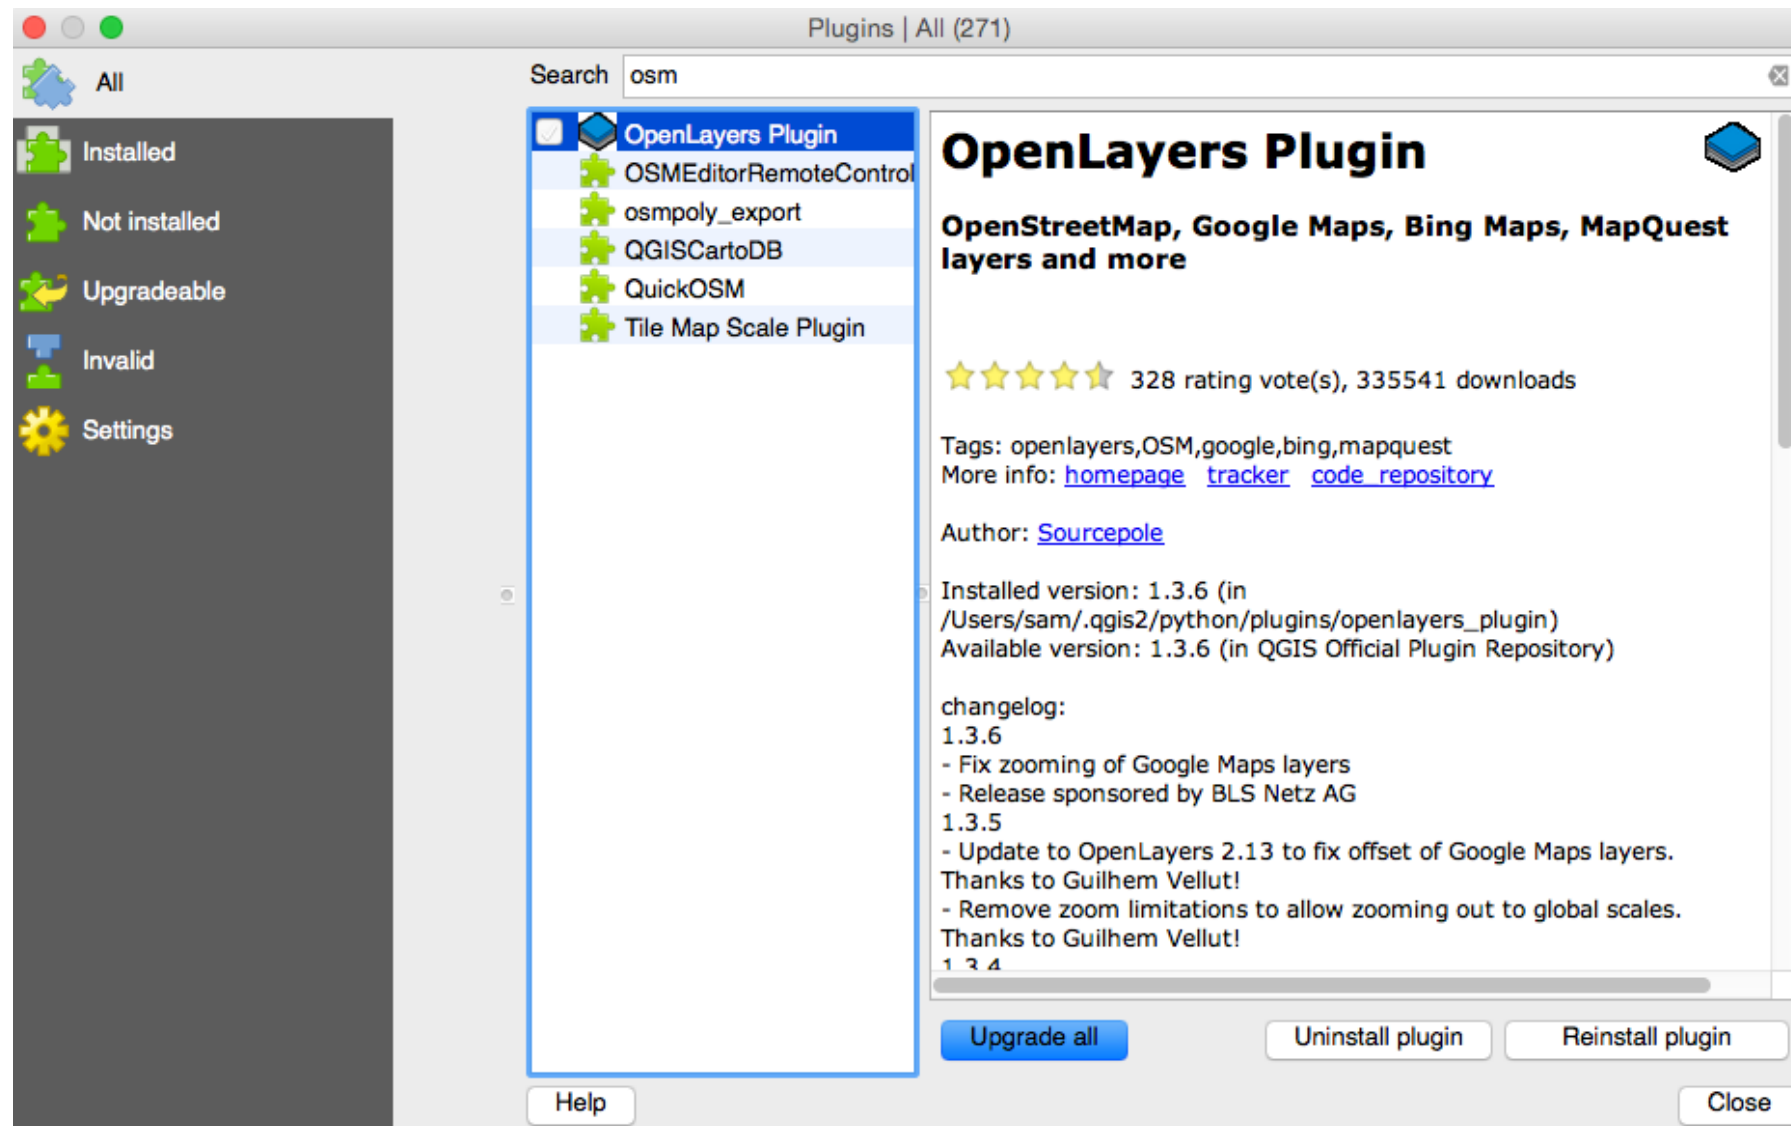 Plugins | All (271)
All
Installed
Not installed
Upgradeable
Invalid
Settings
Search osm
OpenLayers Plugin
OSMEditorRemoteControl
osmpoly_export
QGISCartoDB
QuickOSM
Tile Map Scale Plugin
OpenLayers Plugin
OpenStreetMap, Google Maps, Bing Maps, MapQuest
layers and more
328 rating vote(s), 335541 downloads
Tags: openlayers,OSM,google,bing,mapquest
More info: homepage tracker code_repository
Author: Sourcepole
Installed version: 1.3.6 (in
/Users/sam/.qgis2/python/plugins/openlayers_plugin)
Available version: 1.3.6 (in QGIS Official Plugin Repository)
changelog:
1.3.6
- Fix zooming of Google Maps layers
- Release sponsored by BLS Netz AG
1.3.5
- Update to OpenLayers 2.13 to fix offset of Google Maps layers.
Thanks to Guilhem Vellut!
- Remove zoom limitations to allow zooming out to global scales.
Thanks to Guilhem Vellut!
1.3.4
Upgrade all
Uninstall plugin
Reinstall plugin
Help
Close